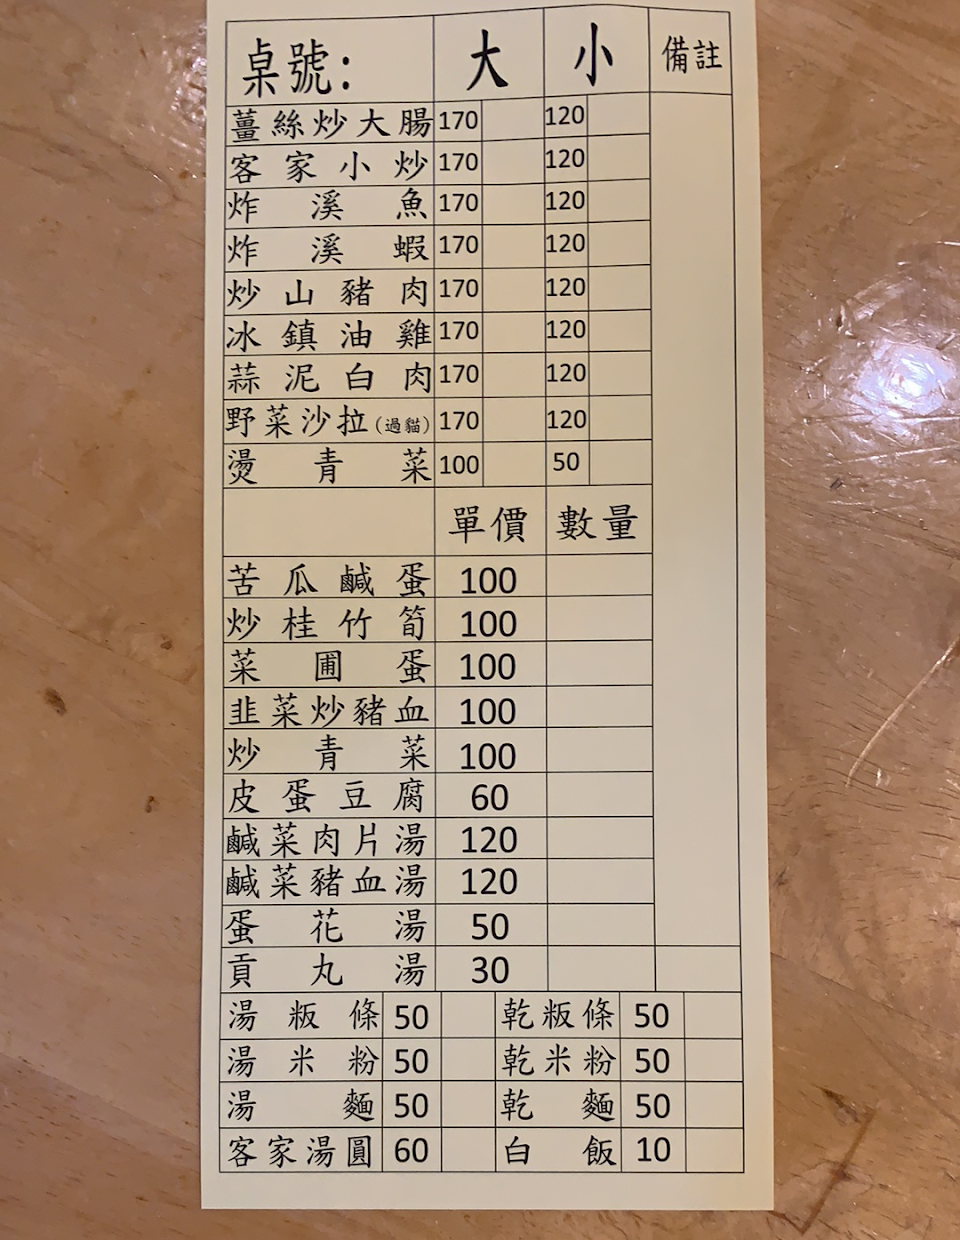 桌號: 大 小 備註
薑絲炒大腸 170 120
客家小炒 170 120
炸溪魚 170 120
炸溪蝦 170 120
炒山豬肉 170 120
冰鎮油雞 170 120
蒜泥白肉 170 120
野菜沙拉(過貓) 170 120
燙青菜 100 50
單價 數量
苦瓜鹹蛋 100
炒桂竹筍 100
菜圃蛋 100
韭菜炒豬血 100
炒青菜 100
皮蛋豆腐 60
鹹菜肉片湯 120
鹹菜豬血湯 120
蛋花湯 50
貢丸湯 30
湯粄條 50 乾粄條 50
湯米粉 50 乾米粉 50
湯麵 50 乾麵 50
客家湯圓 60 白飯 10